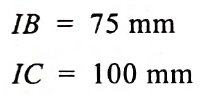 IB = 75 mm
IC = 100 mm